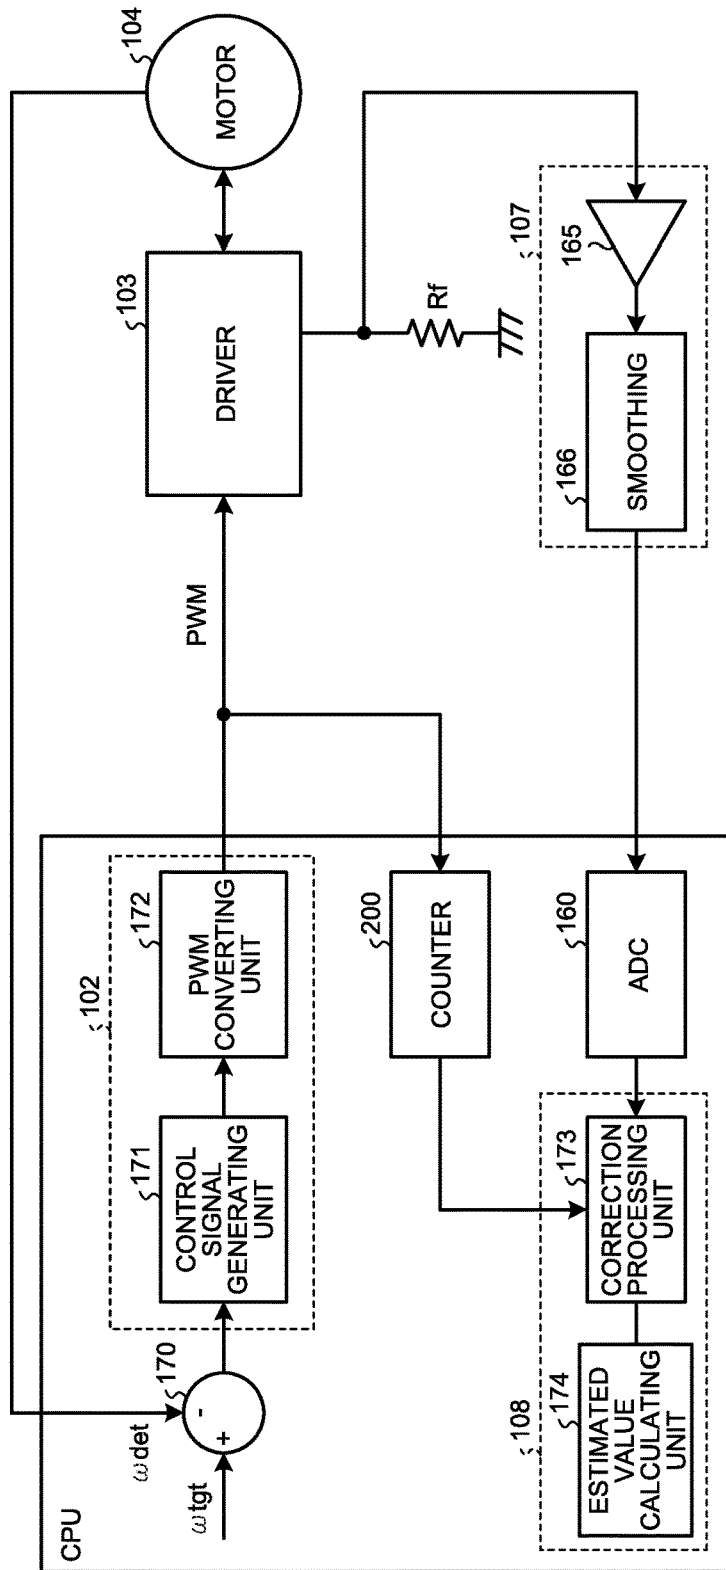 CPU
ωtgt
ωdet
+
-
170
102
171
CONTROL
SIGNAL
GENERATING
UNIT
172
PWM
CONVERTING
UNIT
PWM
103
DRIVER
104
MOTOR
Rf
200
COUNTER
107
165
166
SMOOTHING
160
ADC
108
173
CORRECTION
PROCESSING
UNIT
174
ESTIMATED
VALUE
CALCULATING
UNIT